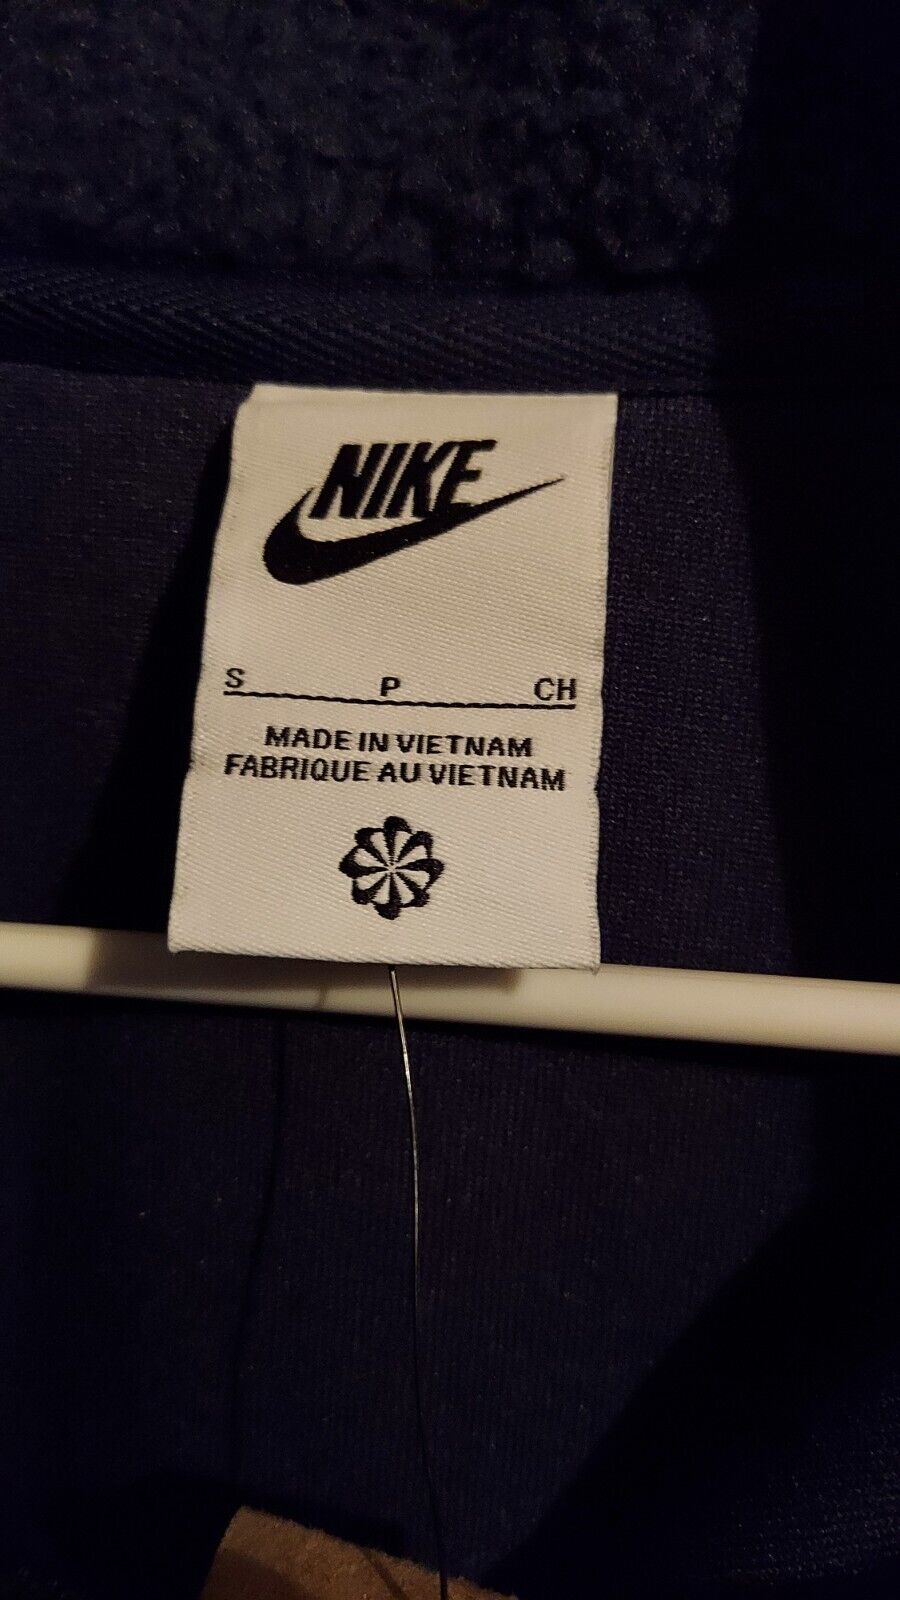 NIKE
S P CH
MADE IN VIETNAM
FABRIQUE AU VIETNAM